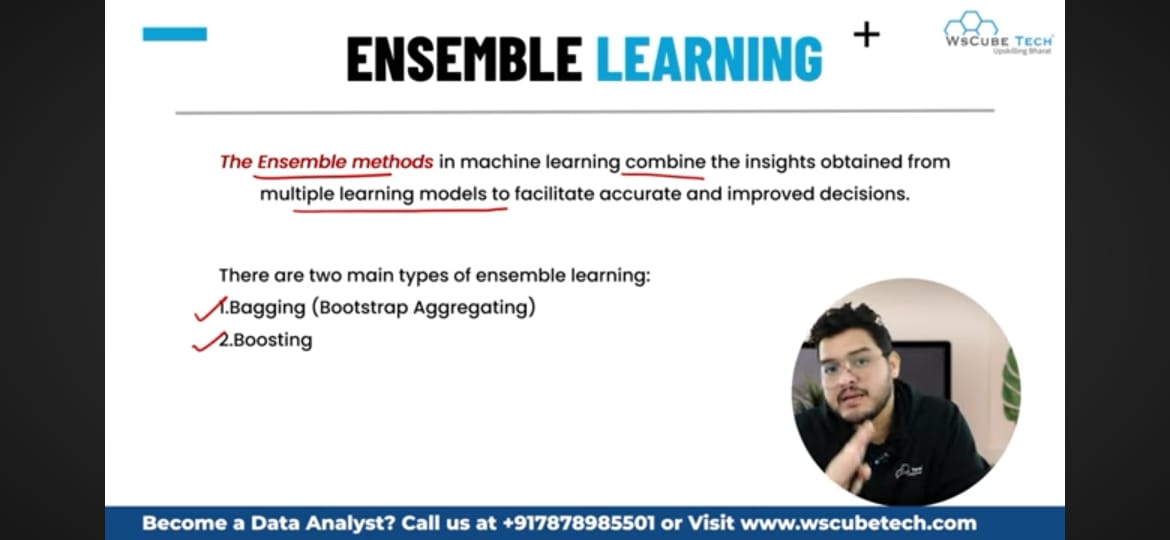 ENSEMBLE LEARNING
+
WsCUBE TECH
Upskilling Bharat
The Ensemble methods in machine learning combine the insights obtained from
multiple learning models to facilitate accurate and improved decisions.
There are two main types of ensemble learning:
1.Bagging (Bootstrap Aggregating)
2.Boosting
Become a Data Analyst? Call us at +917878985501 or Visit www.wscubetech.com